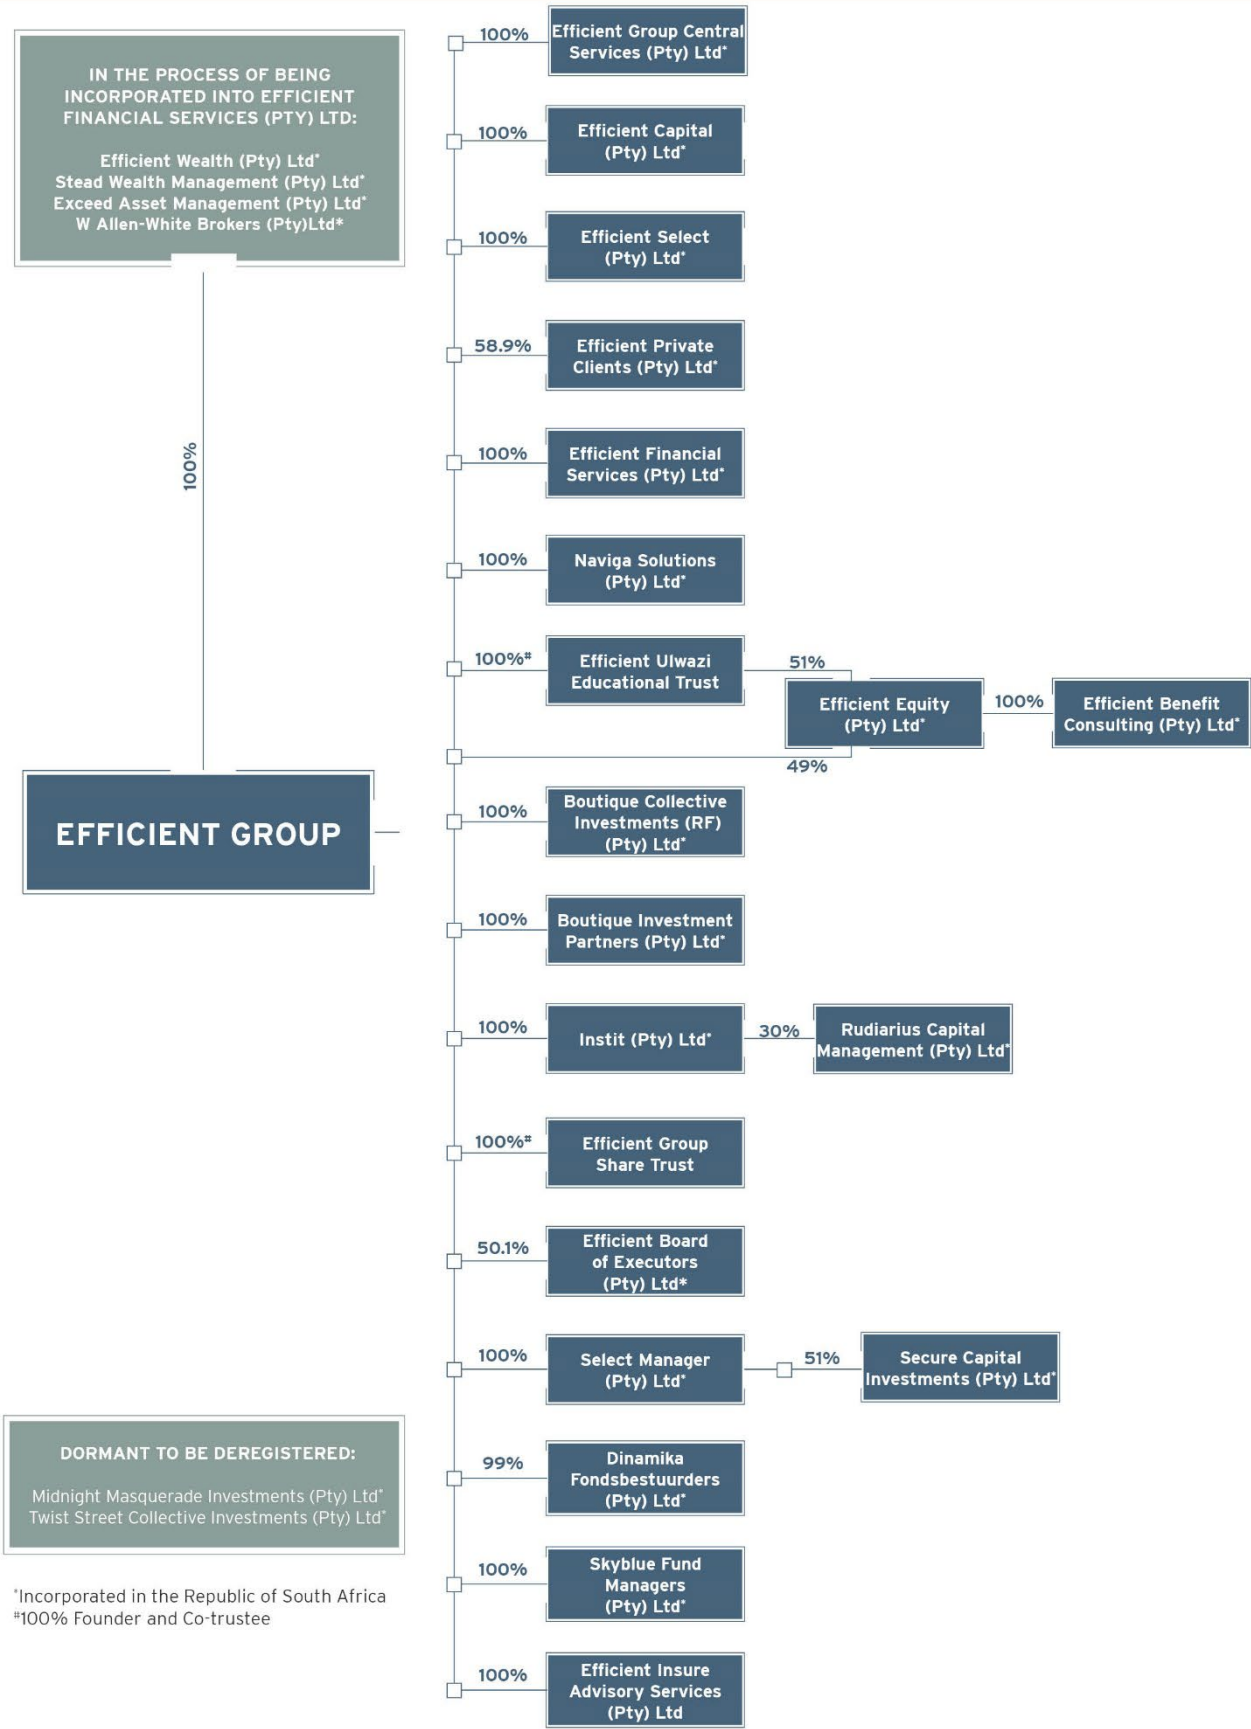 IN THE PROCESS OF BEING
INCORPORATED INTO EFFICIENT
FINANCIAL SERVICES (PTY) LTD:
Efficient Wealth (Pty) Ltd*
Stead Wealth Management (Pty) Ltd*
Exceed Asset Management (Pty) Ltd*
W Allen-White Brokers (Pty)Ltd*
100%
EFFICIENT GROUP
100%
Efficient Group Central
Services (Pty) Ltd*
100%
Efficient Capital
(Pty) Ltd*
100%
Efficient Select
(Pty) Ltd*
58.9%
Efficient Private
Clients (Pty) Ltd*
100%
Efficient Financial
Services (Pty) Ltd*
100%
Naviga Solutions
(Pty) Ltd*
100%#
Efficient Ulwazi
Educational Trust
51%
Efficient Equity
(Pty) Ltd*
100%
Efficient Benefit
Consulting (Pty) Ltd*
49%
100%
Boutique Collective
Investments (RF)
(Pty) Ltd*
100%
Boutique Investment
Partners (Pty) Ltd*
100%
Instit (Pty) Ltd*
30%
Rudiarius Capital
Management (Pty) Ltd*
100%#
Efficient Group
Share Trust
50.1%
Efficient Board
of Executors
(Pty) Ltd*
100%
Select Manager
(Pty) Ltd*
51%
Secure Capital
Investments (Pty) Ltd*
99%
Dinamika
Fondsbestuurders
(Pty) Ltd*
100%
Skyblue Fund
Managers
(Pty) Ltd*
100%
Efficient Insure
Advisory Services
(Pty) Ltd
DORMANT TO BE DEREGISTERED:
Midnight Masquerade Investments (Pty) Ltd*
Twist Street Collective Investments (Pty) Ltd*
*Incorporated in the Republic of South Africa
#100% Founder and Co-trustee